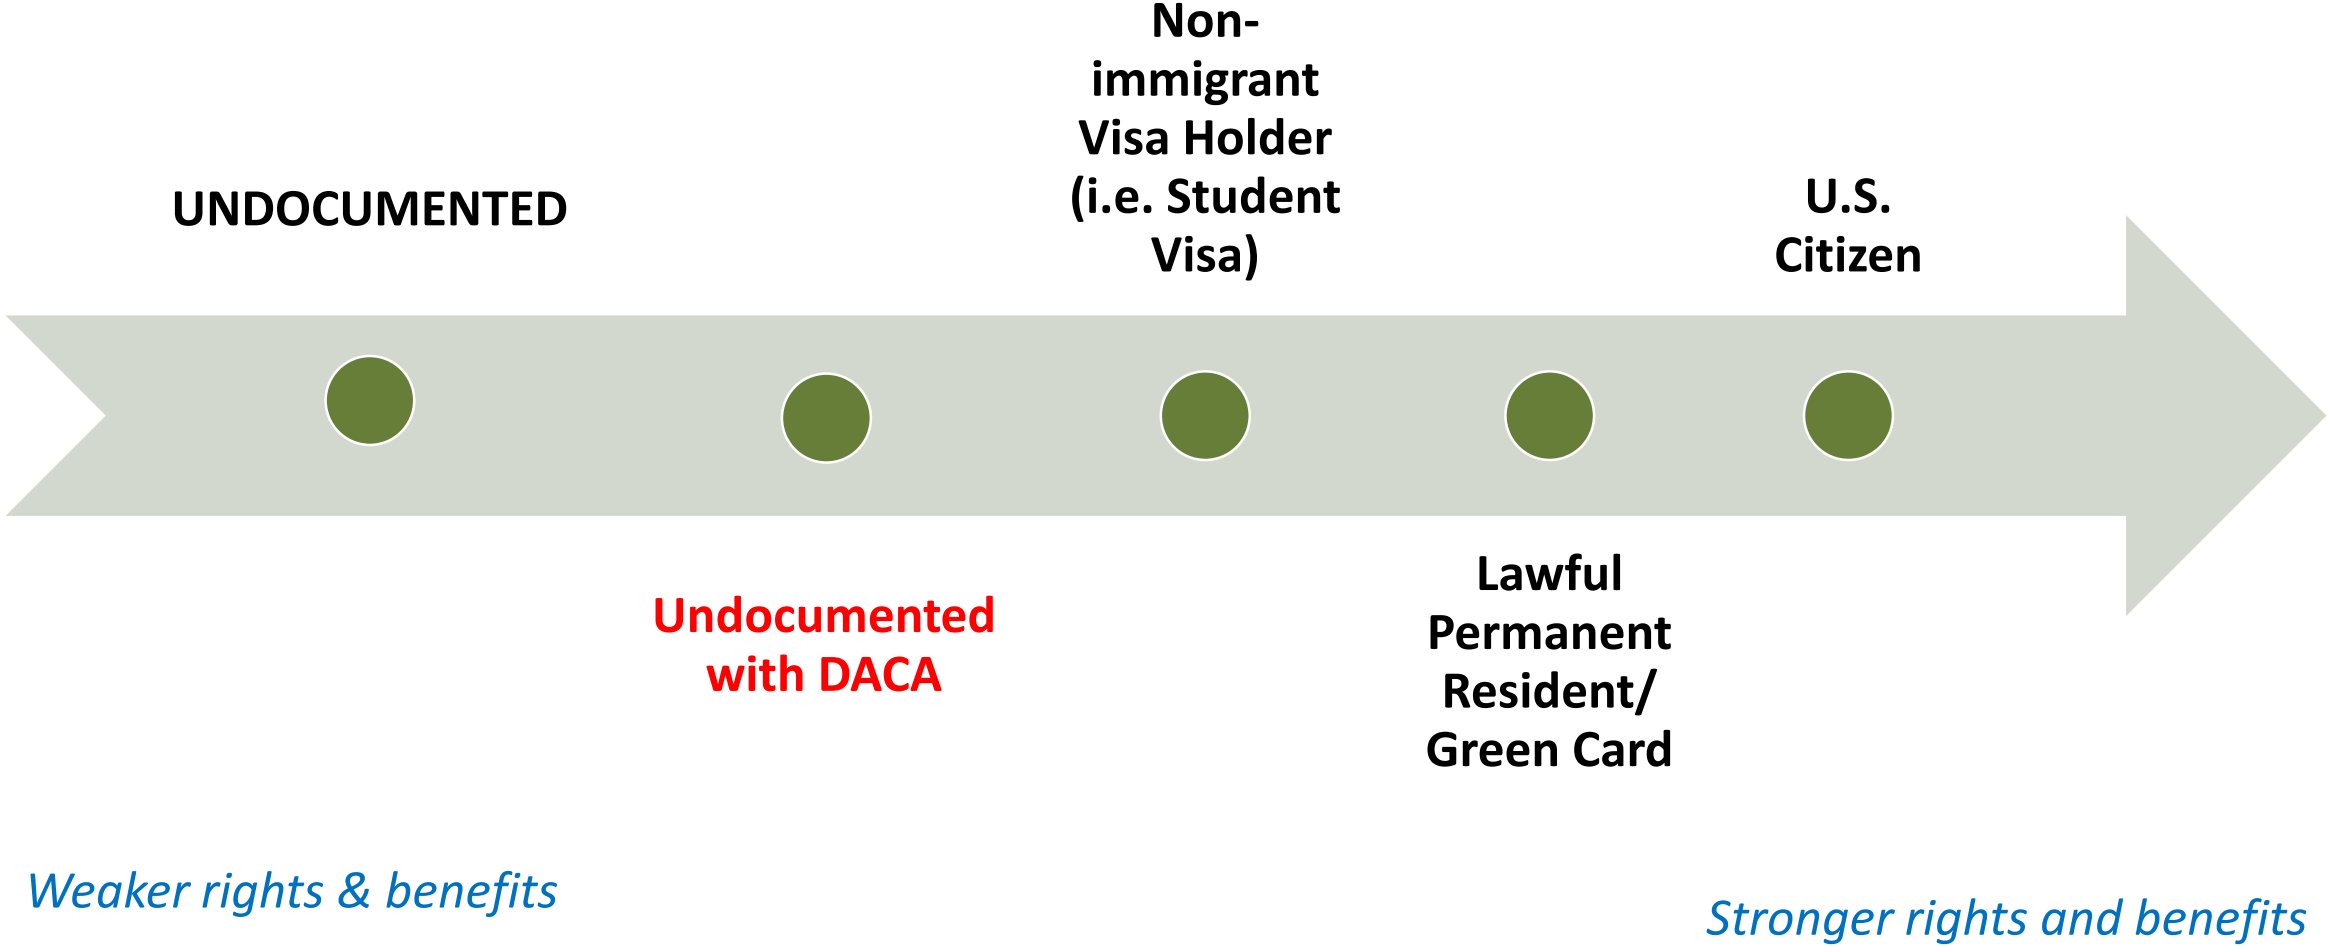 Non-
immigrant
Visa Holder
(i.e. Student
Visa)
UNDOCUMENTED
U.S.
Citizen
Undocumented
with DACA
Lawful
Permanent
Resident/
Green Card
Weaker rights & benefits
Stronger rights and benefits